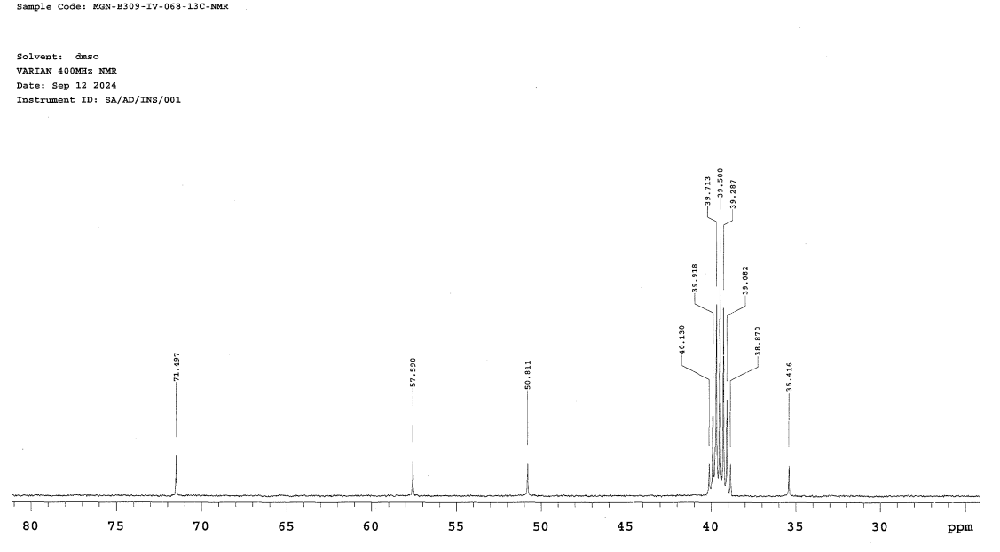 Sample Code: MGN-B309-IV-068-13C-NMR
Solvent: dmso
VARIAN 400MHz NMR
Date: Sep 12 2024
Instrument ID: SA/AD/INS/001
71.497
57.590
50.811
40.130
39.918
39.713
39.500
39.287
39.082
38.870
35.416
80 75 70 65 60 55 50 45 40 35 30 ppm